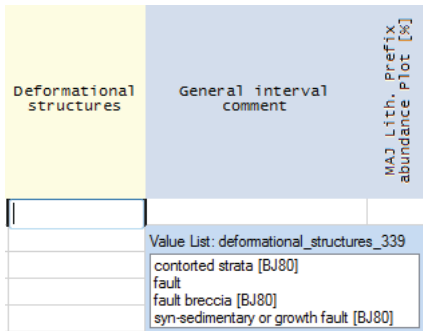 Deformational
structures
General interval
comment
MAJ Lith. Prefix
abundance Plot [%]
Value List: deformational_structures_339
contorted strata [BJ80]
fault
fault breccia [BJ80]
syn-sedimentary or growth fault [BJ80]